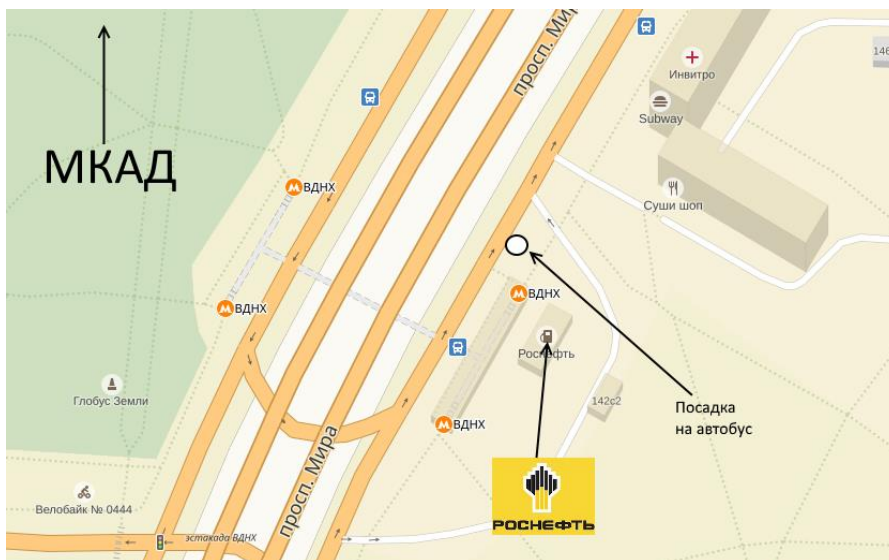 просп. Мира
Инвитро
146
Subway
МКАД
ВДНХ
Суши шоп
ВДНХ
ВДНХ
Роснефть
Глобус Земли
142с2
Посадка
на автобус
ВДНХ
просп. Мира
РОСНЕФТЬ
Велобайк № 0444
эстакада ВДНХ